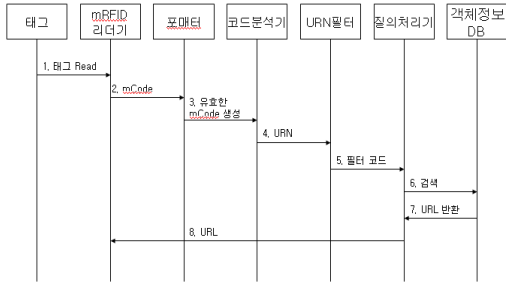 태그
mRFID
리더기
포매터
코드분석기
URN필터
질의처리기
객체정보
DB
1. 태그 Read
2. mCode
3. 유효한
mCode 생성
4. URN
5. 필터 코드
6. 검색
7. URL 반환
8. URL